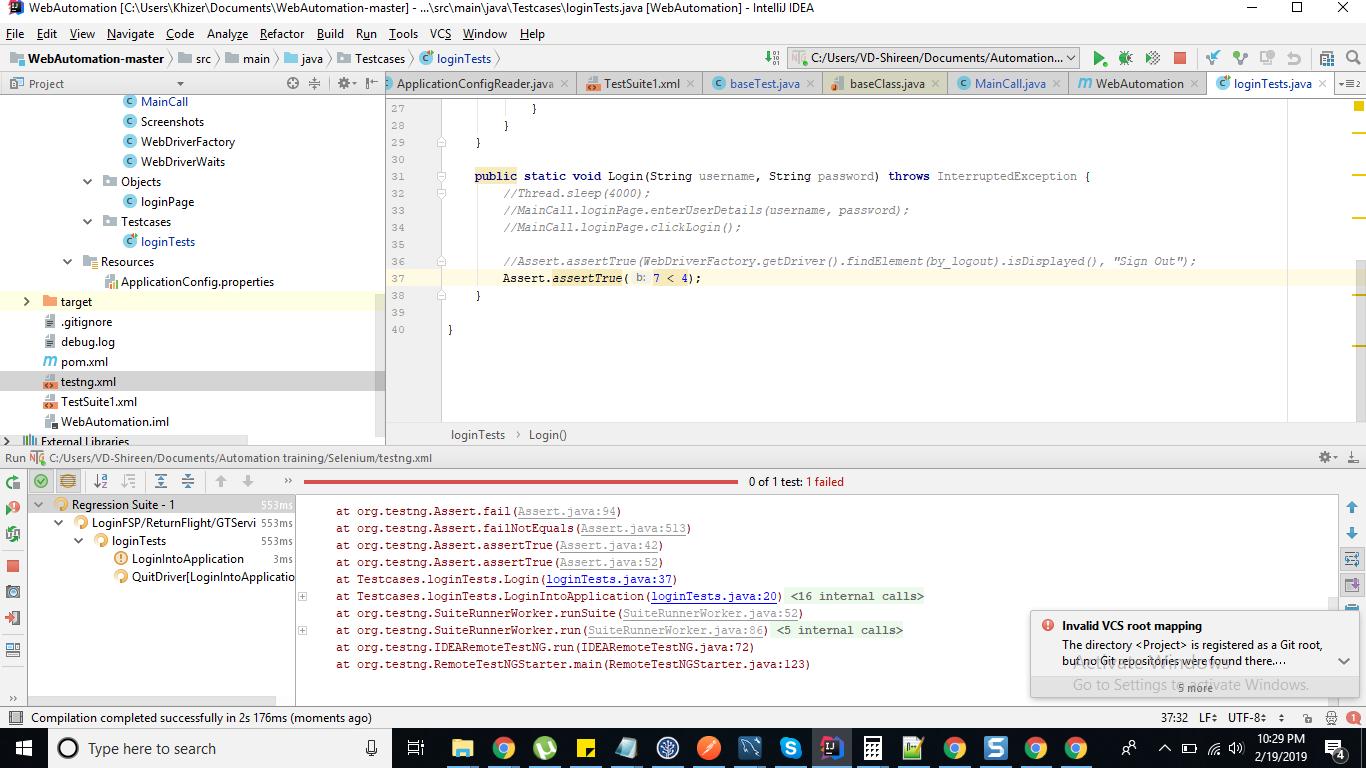 WebAutomation [C:\Users\Khizer\Documents\WebAutomation-master] - ...\src\main\java\Testcases\loginTests.java [WebAutomation] - IntelliJ IDEA
File Edit View Navigate Code Analyze Refactor Build Run Tools VCS Window Help
WebAutomation-master src main java Testcases loginTests C:/Users/VD-Shireen/Documents/Automation...
Project ApplicationConfigReader.java TestSuite1.xml baseTest.java baseClass.java MainCall.java WebAutomation loginTests.java
MainCall
Screenshots
WebDriverFactory
WebDriverWaits
Objects
loginPage
Testcases
loginTests
Resources
ApplicationConfig.properties
target
.gitignore
debug.log
pom.xml
testng.xml
TestSuite1.xml
WebAutomation.iml
External Libraries
27 }
28 }
29 }
30
31 public static void Login(String username, String password) throws InterruptedException {
32 //Thread.sleep(4000);
33 //MainCall.loginPage.enterUserDetails(username, password);
34 //MainCall.loginPage.clickLogin();
35
36 //Assert.assertTrue(WebDriverFactory.getDriver().findElement(by_logout).isDisplayed(), "Sign Out");
37 Assert.assertTrue( b: 7 < 4);
38 }
39
40 }
loginTests > Login()
Run C:/Users/VD-Shireen/Documents/Automation training/Selenium/testng.xml
0 of 1 test: 1 failed
Regression Suite - 1 553ms
LoginFSP/ReturnFlight/GTServi 553ms
loginTests 553ms
LoginIntoApplication 3ms
QuitDriver[LoginIntoApplicatio
at org.testng.Assert.fail(Assert.java:94)
at org.testng.Assert.failNotEquals(Assert.java:513)
at org.testng.Assert.assertTrue(Assert.java:42)
at org.testng.Assert.assertTrue(Assert.java:52)
at Testcases.loginTests.Login(loginTests.java:37)
at Testcases.loginTests.LoginIntoApplication(loginTests.java:20) <16 internal calls>
at org.testng.SuiteRunnerWorker.runSuite(SuiteRunnerWorker.java:52)
at org.testng.SuiteRunnerWorker.run(SuiteRunnerWorker.java:86) <5 internal calls>
at org.testng.IDEARemoteTestNG.run(IDEARemoteTestNG.java:72)
at org.testng.RemoteTestNGStarter.main(RemoteTestNGStarter.java:123)
Invalid VCS root mapping
The directory <Project> is registered as a Git root,
but no Git repositories were found there....
5 more
Activate Windows
Go to Settings to activate Windows.
Compilation completed successfully in 2s 176ms (moments ago) 37:32 LF UTF-8 1
Type here to search
10:29 PM
2/19/2019
4